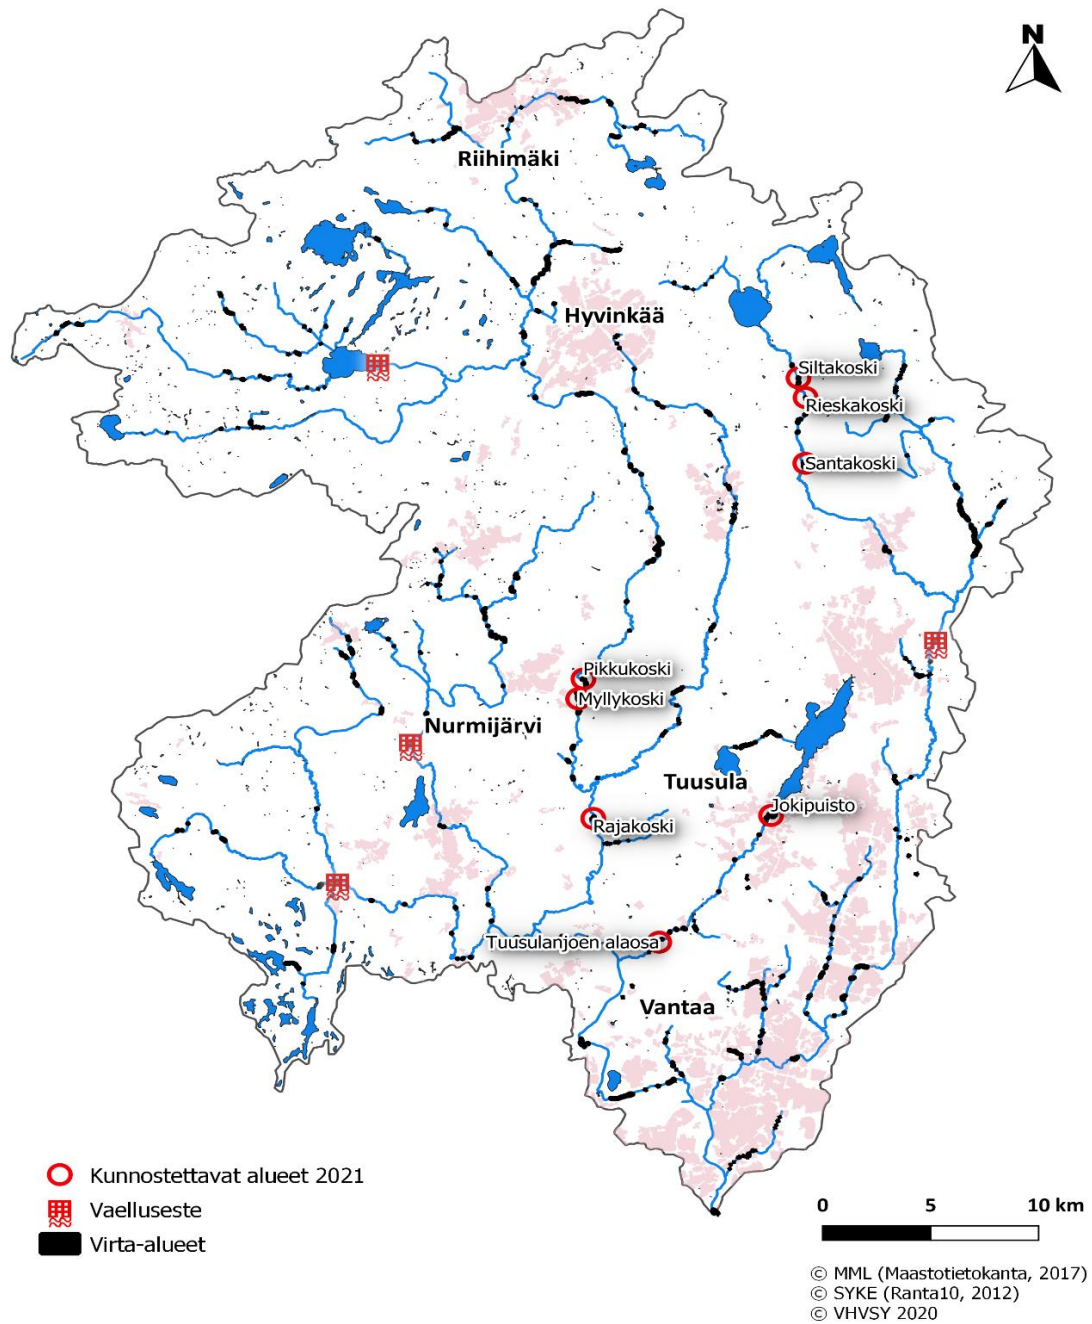 N
Riihimäki
Hyvinkää
Siltakoski
Rieskakoski
Santakoski
Pikkukoski
Myllykoski
Nurmijärvi
Tuusula
Jokipuisto
Rajakoski
Tuusulanjoen alaosa
Vantaa
Kunnostettavat alueet 2021
Vaelluseste
Virta-alueet
0 5 10 km
© MML (Maastotietokanta, 2017)
© SYKE (Ranta10, 2012)
© VHVSY 2020